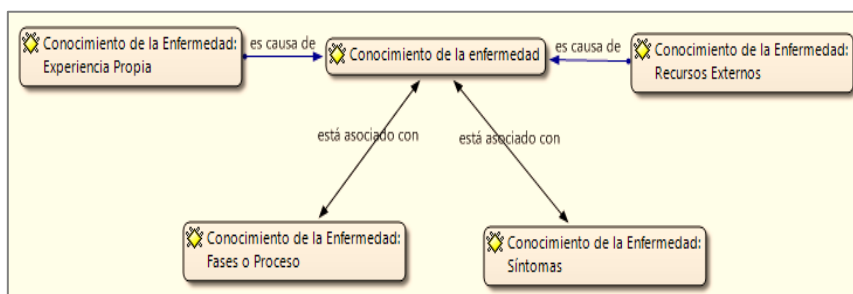 Conocimiento de la Enfermedad:
Experiencia Propia
es causa de
Conocimiento de la enfermedad
es causa de
Conocimiento de la Enfermedad:
Recursos Externos
está asociado con
está asociado con
Conocimiento de la Enfermedad:
Fases o Proceso
Conocimiento de la Enfermedad:
Síntomas